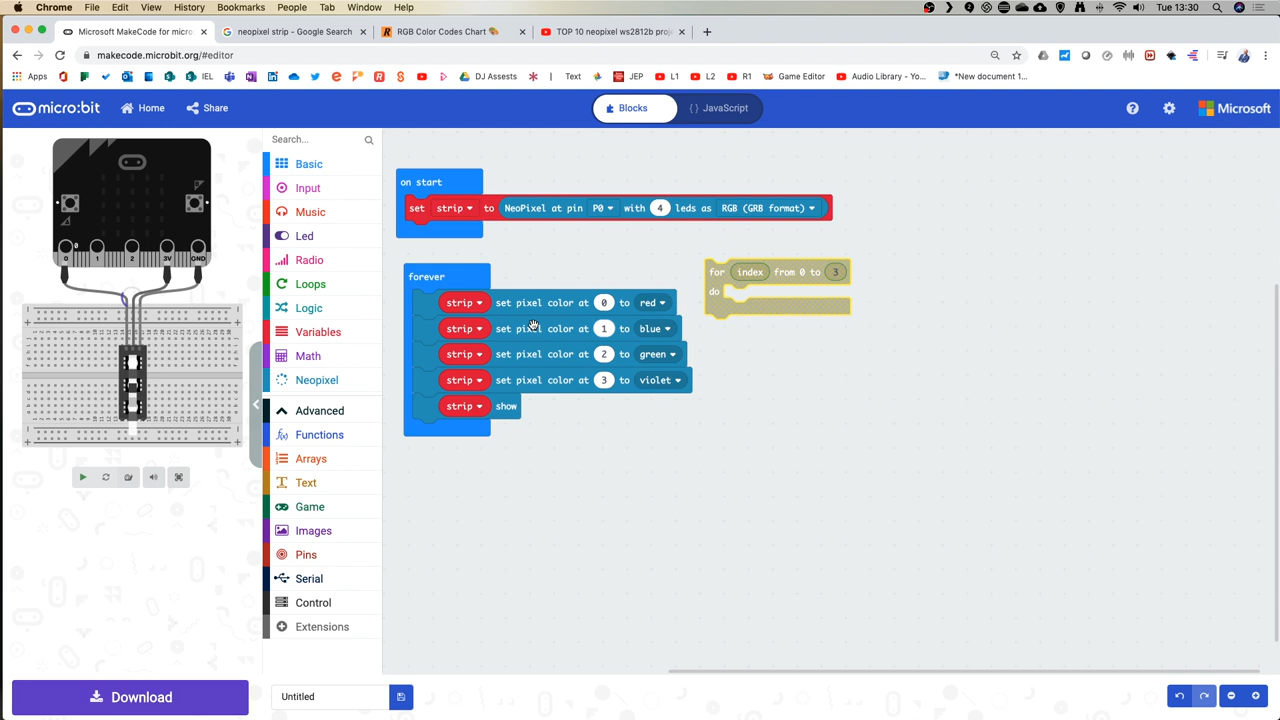 Chrome File Edit View History Bookmarks People Tab Window Help Tue 13:30
Microsoft MakeCode for micro: neopixel strip - Google Search RGB Color Codes Chart TOP 10 neopixel ws2812b proj
makecode.microbit.org/#editor
Apps IEL DJ Assests Text JEP L1 L2 R1 Game Editor Audio Library - Yo... *New document 1...
micro:bit Home Share Blocks { } JavaScript Microsoft
Search...
Basic
Input
Music
Led
Radio
Loops
Logic
Variables
Math
Neopixel
Advanced
Functions
Arrays
Text
Game
Images
Pins
Serial
Control
Extensions
on start
set strip to NeoPixel at pin P0 with 4 leds as RGB (GRB format)
forever
strip set pixel color at 0 to red
strip set pixel color at 1 to blue
strip set pixel color at 2 to green
strip set pixel color at 3 to violet
strip show
for index from 0 to 3
do
0 1 2 3V GND
Download
Untitled